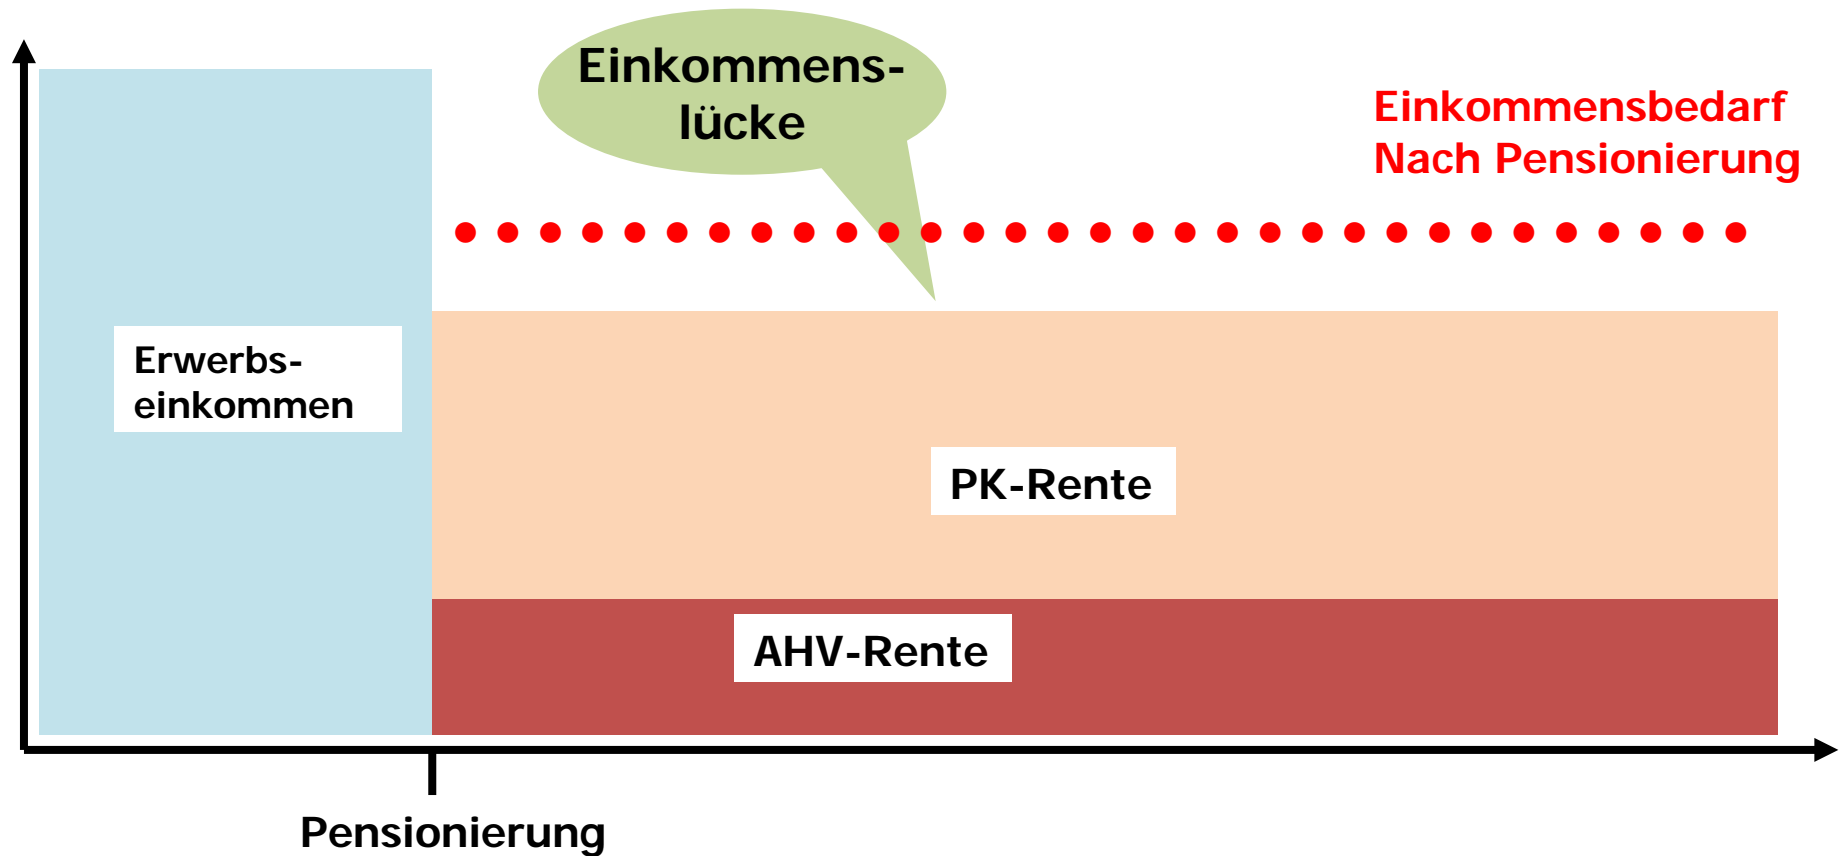 Einkommens-
lücke
Einkommensbedarf
Nach Pensionierung
Erwerbs-
einkommen
PK-Rente
AHV-Rente
Pensionierung